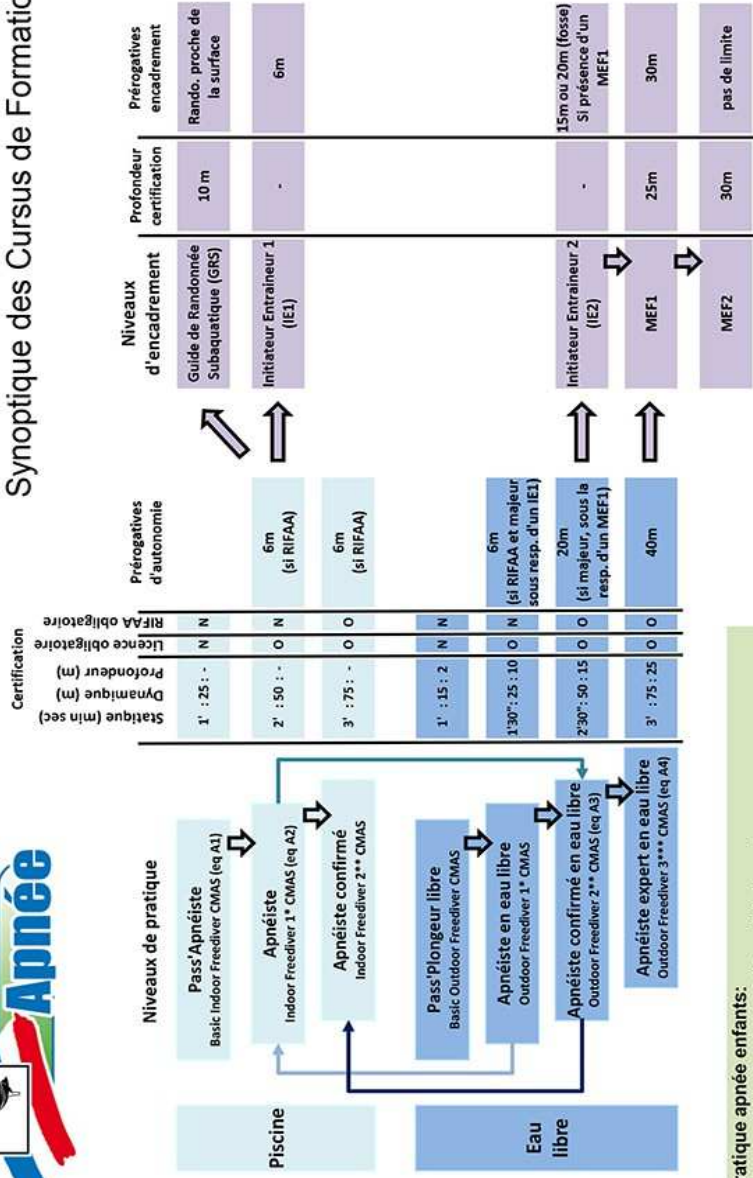 Synoptique des Cursus de Formatio
Apnée
Certification
Niveaux de pratique
Statique (min sec)
Dynamique (m)
Profondeur (m)
Licence obligatoire
RIFAA obligatoire
Prérogatives
d'autonomie
Niveaux
d'encadrement
Profondeur
certification
Prérogatives
encadrement
Piscine
Pass'Apnéiste
Basic Indoor Freediver CMAS (eq A1)
1' : 25 : - N N
Guide de Randonnée
Subaquatique (GRS)
10 m
Rando. proche de
la surface
Apnéiste
Indoor Freediver 1* CMAS (eq A2)
2' : 50 : - O N
6m
(si RIFAA)
Initiateur Entraineur 1
(IE1)
-
6m
Apnéiste confirmé
Indoor Freediver 2** CMAS
3' : 75 : - O O
6m
(si RIFAA)
Eau
libre
Pass'Plongeur libre
Basic Outdoor Freediver CMAS
1' : 15 : 2 N N
Apnéiste en eau libre
Outdoor Freediver 1* CMAS
1'30": 25 : 10 O N
6m
(si RIFAA et majeur
sous resp. d'un IE1)
Apnéiste confirmé en eau libre
Outdoor Freediver 2** CMAS (eq A3)
2'30": 50 : 15 O O
20m
(si majeur, sous la
resp. d'un MEF1)
Initiateur Entraineur 2
(IE2)
-
15m ou 20m (fosse)
Si présence d'un
MEF1
Apnéiste expert en eau libre
Outdoor Freediver 3*** CMAS (eq A4)
3' : 75 : 25 O O
40m
MEF1
25m
30m
MEF2
30m
pas de limite
ratique apnée enfants: